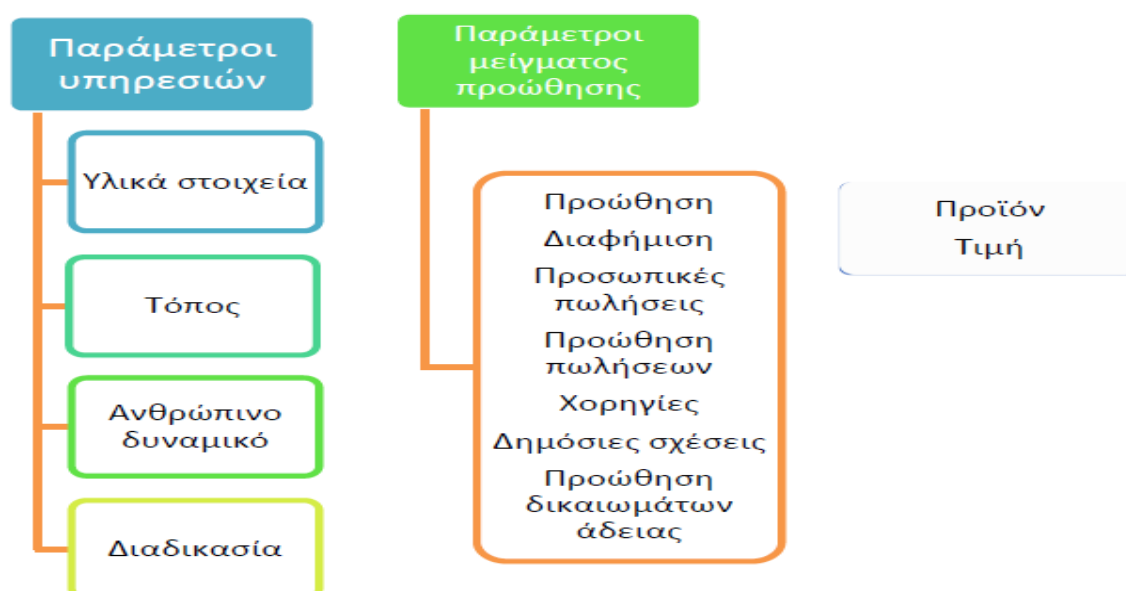 Παράμετροι
υπηρεσιών
Υλικά στοιχεία
Τόπος
Ανθρώπινο
δυναμικό
Διαδικασία
Παράμετροι
μείγματος
προώθησης
Προώθηση
Διαφήμιση
Προσωπικές
πωλήσεις
Προώθηση
πωλήσεων
Χορηγίες
Δημόσιες σχέσεις
Προώθηση
δικαιωμάτων
άδειας
Προϊόν
Τιμή